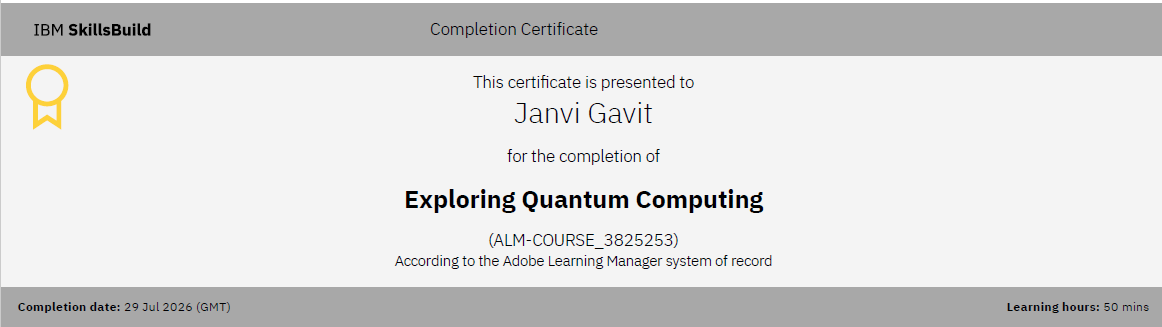 IBM SkillsBuild
Completion Certificate
This certificate is presented to
Janvi Gavit
for the completion of
Exploring Quantum Computing
(ALM-COURSE_3825253)
According to the Adobe Learning Manager system of record
Completion date: 29 Jul 2026 (GMT)
Learning hours: 50 mins